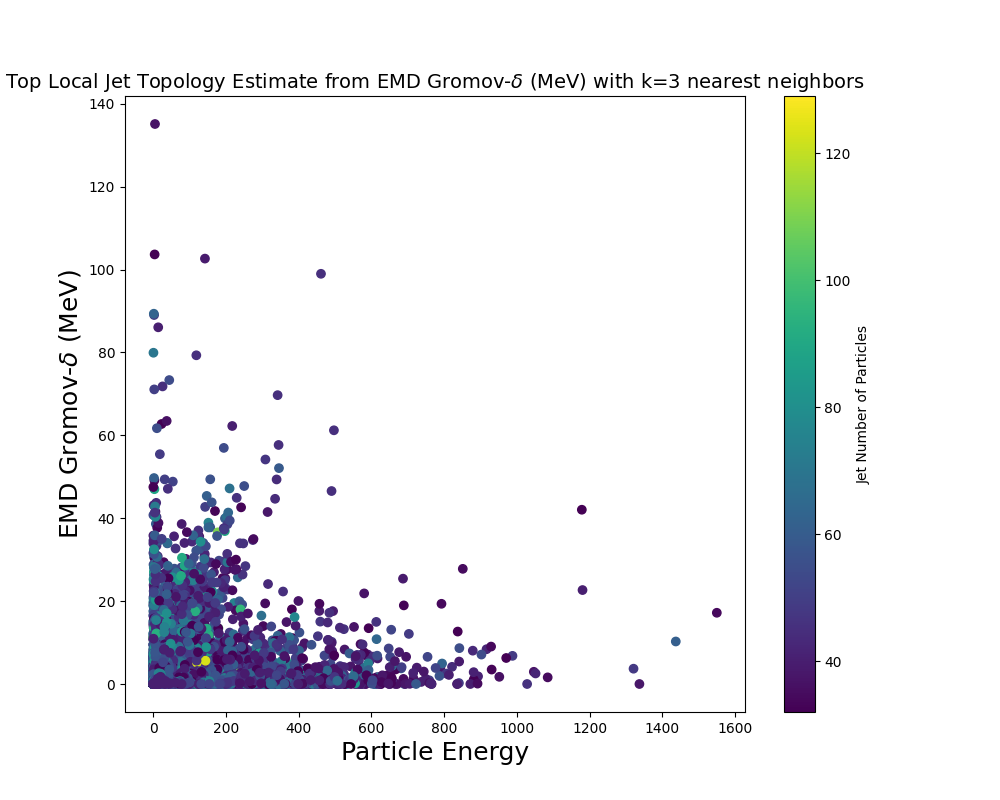 Top Local Jet Topology Estimate from EMD Gromov-δ (MeV) with k=3 nearest neighbors
EMD Gromov-δ (MeV)
140
120
100
80
60
40
20
0
0 200 400 600 800 1000 1200 1400 1600
Particle Energy
120
100
80
60
40
Jet Number of Particles